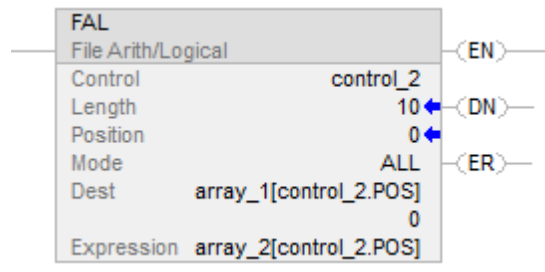 FAL
File Arith/Logical (EN)
Control control_2
Length 10 (DN)
Position 0
Mode ALL (ER)
Dest array_1[control_2.POS]
0
Expression array_2[control_2.POS]